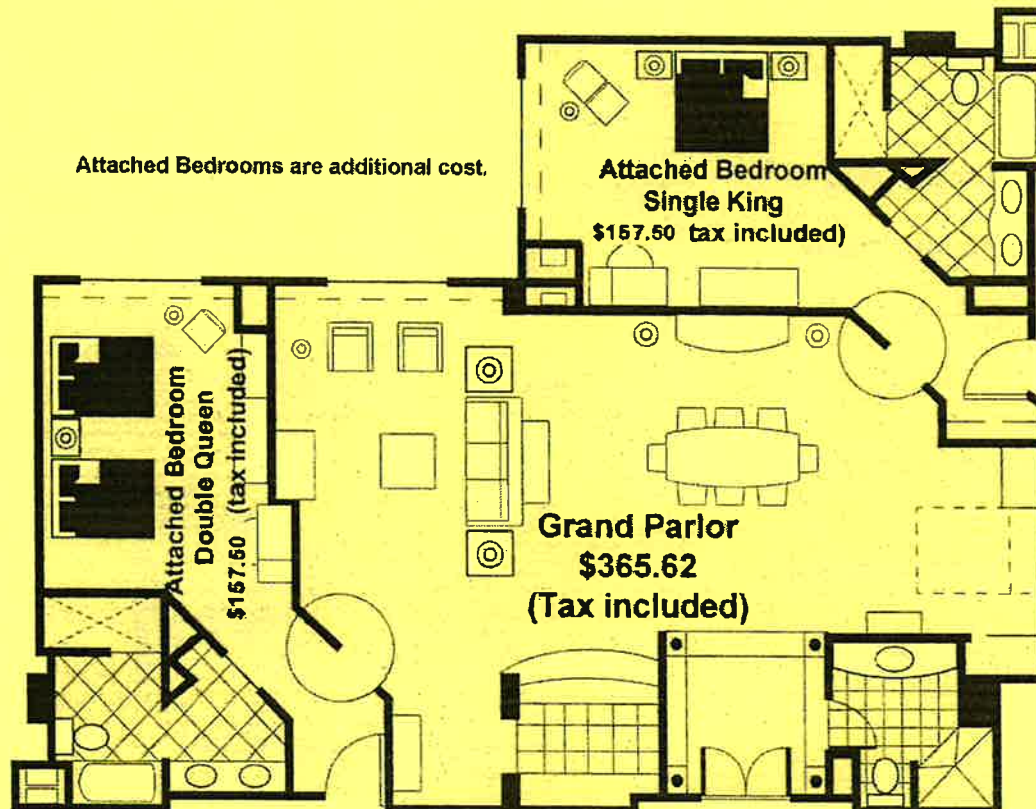 Attached Bedrooms are additional cost.
Attached Bedroom
Single King
$157.50 tax included)
Attached Bedroom
Double Queen
$157.50 (tax included)
Grand Parlor
$365.62
(Tax included)